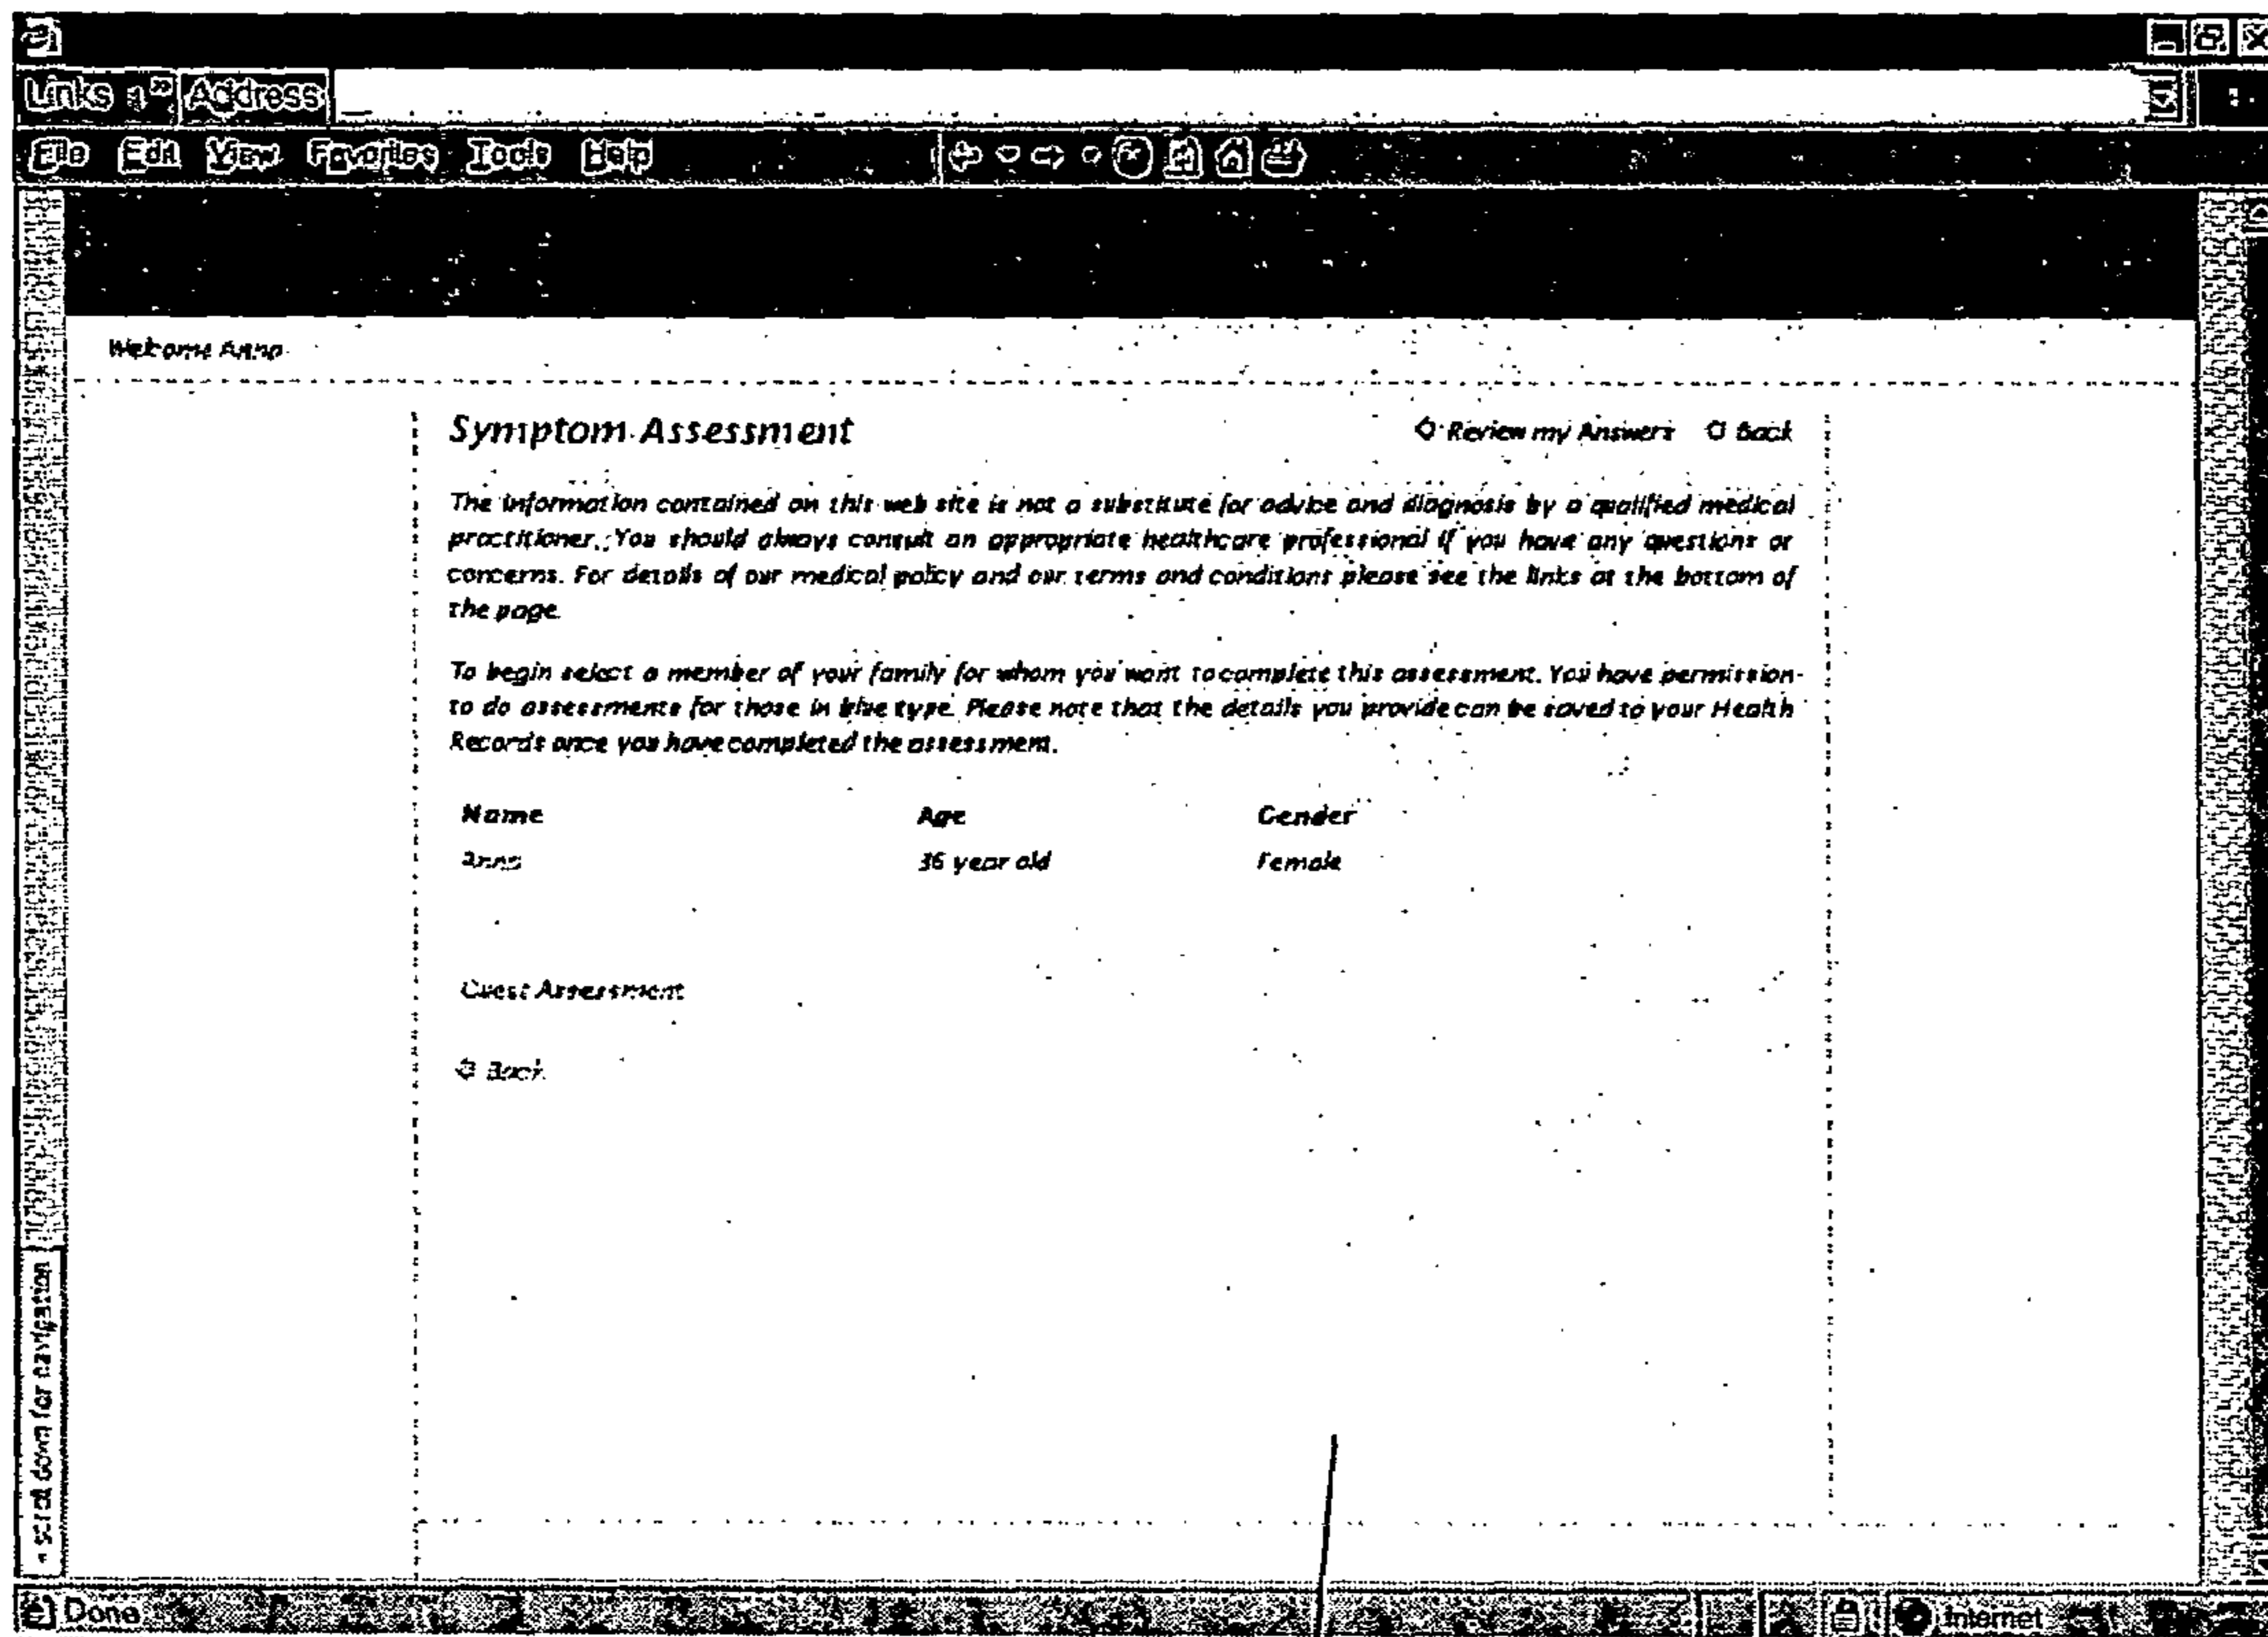 Links » Address
File Edit View Favorites Tools Help
Welcome Anna
Symptom Assessment
Review my Answers Back
The information contained on this web site is not a substitute for advice and diagnosis by a qualified medical
practitioner. You should always consult an appropriate healthcare professional if you have any questions or
concerns. For details of our medical policy and our terms and conditions please see the links at the bottom of
the page.
To begin select a member of your family for whom you want to complete this assessment. You have permission
to do assessments for those in blue type. Please note that the details you provide can be saved to your Health
Records once you have completed the assessment.
Name Age Gender
Anna 36 year old Female
Guest Assessment
Back
scroll down for navigation
Done Internet